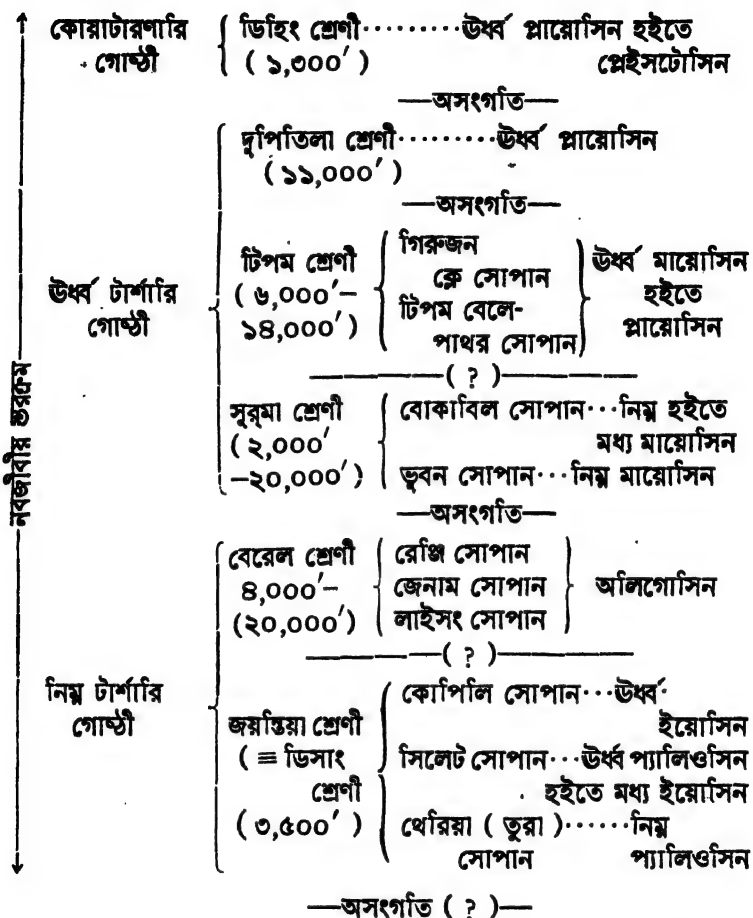 কোয়াটারণারি ডিহিং শ্রেণী·········ঊর্ধ্ব প্লায়োসিন হইতে
গোষ্ঠী ( ১,৩০০′ ) প্লেইসটোসিন
—অসংগতি—
দুপিতিলা শ্রেণী·········ঊর্ধ্ব প্লায়োসিন
( ১১,০০০′ )
—অসংগতি—
ঊর্ধ্ব টার্শারি গোষ্ঠী
টিপম শ্রেণী
( ৬,০০০′–
১৪,০০০′ )
গিরুজন
ক্লে সোপান
টিপম বেলে-
পাথর সোপান
ঊর্ধ্ব মায়োসিন
হইতে
প্লায়োসিন
———( ? )———
সুরমা শ্রেণী
( ২,০০০′
–২০,০০০′ )
বোকাবিল সোপান···নিম্ন হইতে
মধ্য মায়োসিন
ভুবন সোপান···নিম্ন মায়োসিন
—অসংগতি—
নবজীবীয় স্তরক্রম
বেরেল শ্রেণী
৪,০০০′–
(২০,০০০′ )
রেঞ্জি সোপান
জেনাম সোপান
লাইসং সোপান
অলিগোসিন
———( ? )———
নিম্ন টার্শারি
গোষ্ঠী
জয়ন্তিয়া শ্রেণী
( ≡ ডিসাং
শ্রেণী
( ৩,৫০০′ )
কোপিলি সোপান···ঊর্ধ্ব
ইয়োসিন
সিলেট সোপান···ঊর্ধ্ব প্যালিওসিন
হইতে মধ্য ইয়োসিন
থেরিয়া ( তুরা )······নিম্ন
সোপান প্যালিওসিন
—অসংগতি ( ? )—